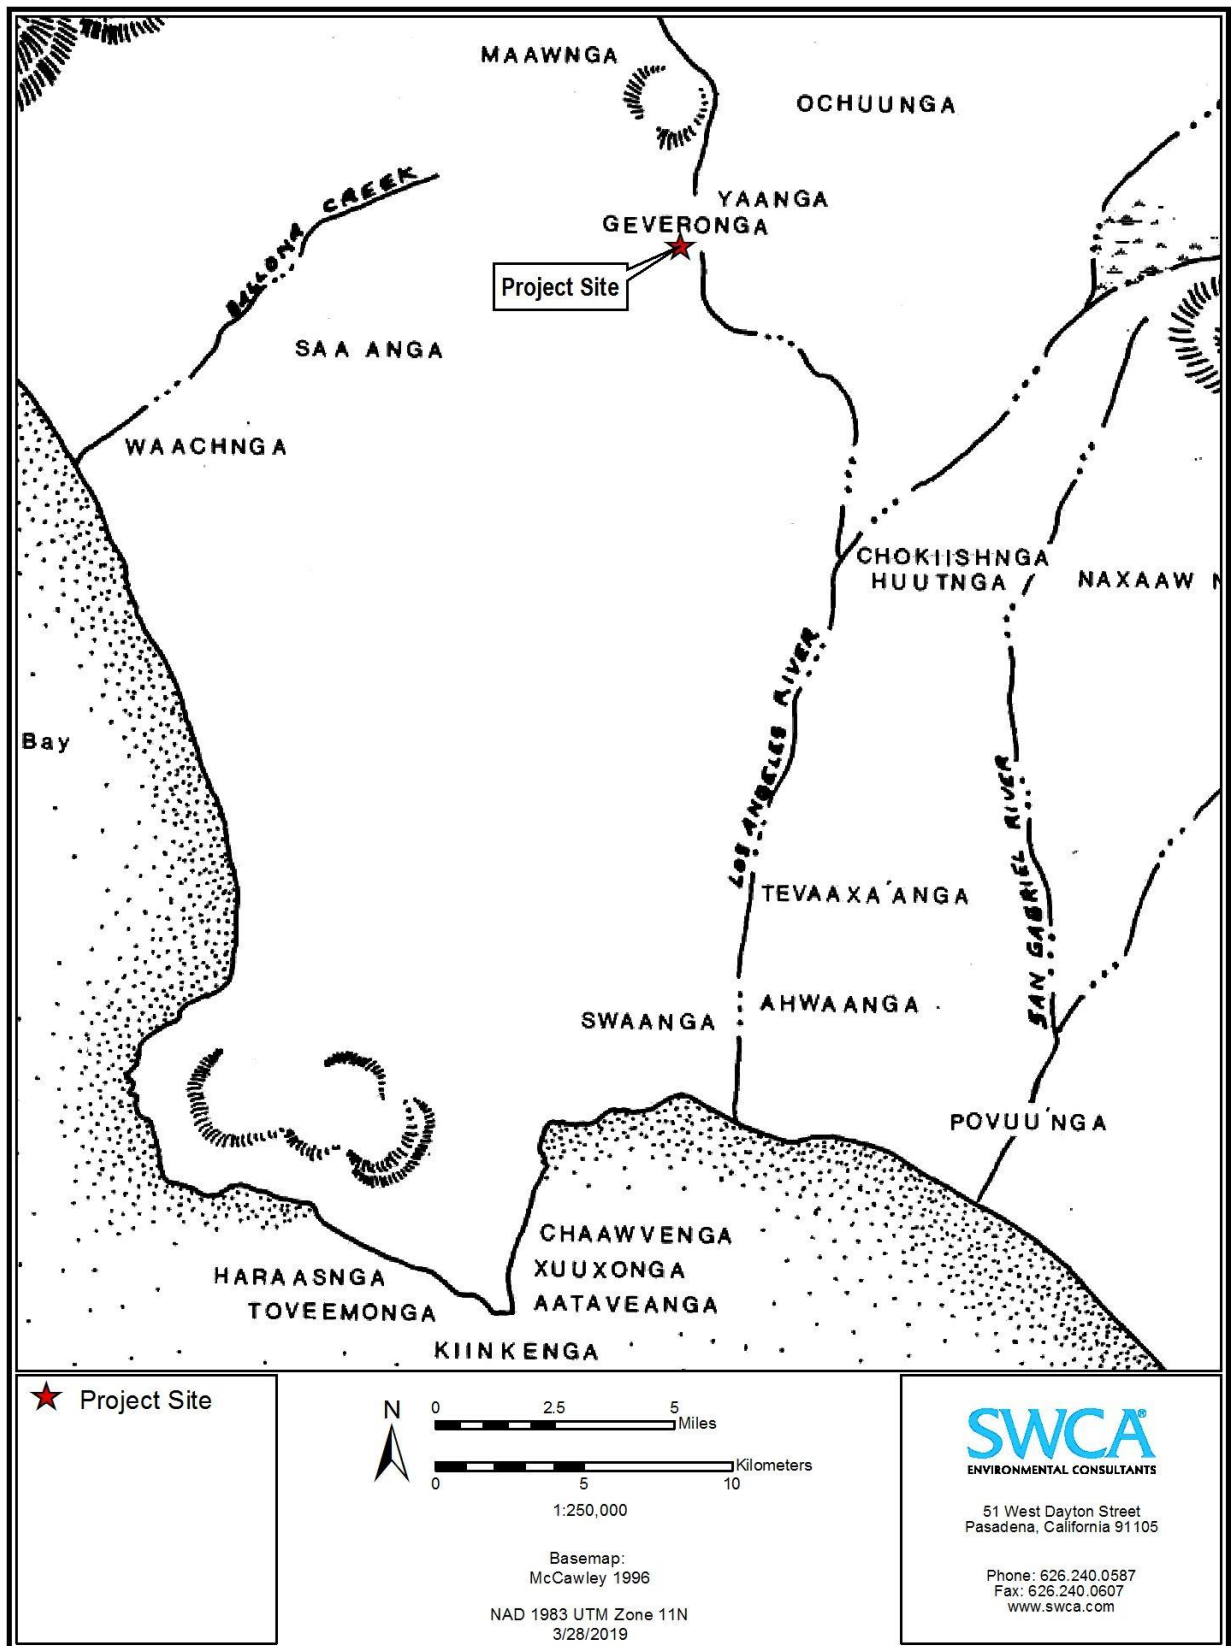 MAAWNGA
OCHUUNGA
BALLONA CREEK
YAANGA
GEVERONGA
Project Site
SAA ANGA
WAACHNGA
CHOKIISHNGA
HUUTNGA
NAXAAW N
LOS ANGELES RIVER
Bay
SAN GABRIEL RIVER
TEVAAXA'ANGA
AHWAANGA
SWAANGA
POVUU'NGA
CHAAWVENGA
XUUXONGA
AATAVEANGA
HARAASNGA
TOVEEMONGA
KIINKENGA
Project Site
N
0 2.5 5
Miles
Kilometers
0 5 10
1:250,000
Basemap:
McCawley 1996
NAD 1983 UTM Zone 11N
3/28/2019
SWCA®
ENVIRONMENTAL CONSULTANTS
51 West Dayton Street
Pasadena, California 91105
Phone: 626.240.0587
Fax: 626.240.0607
www.swca.com